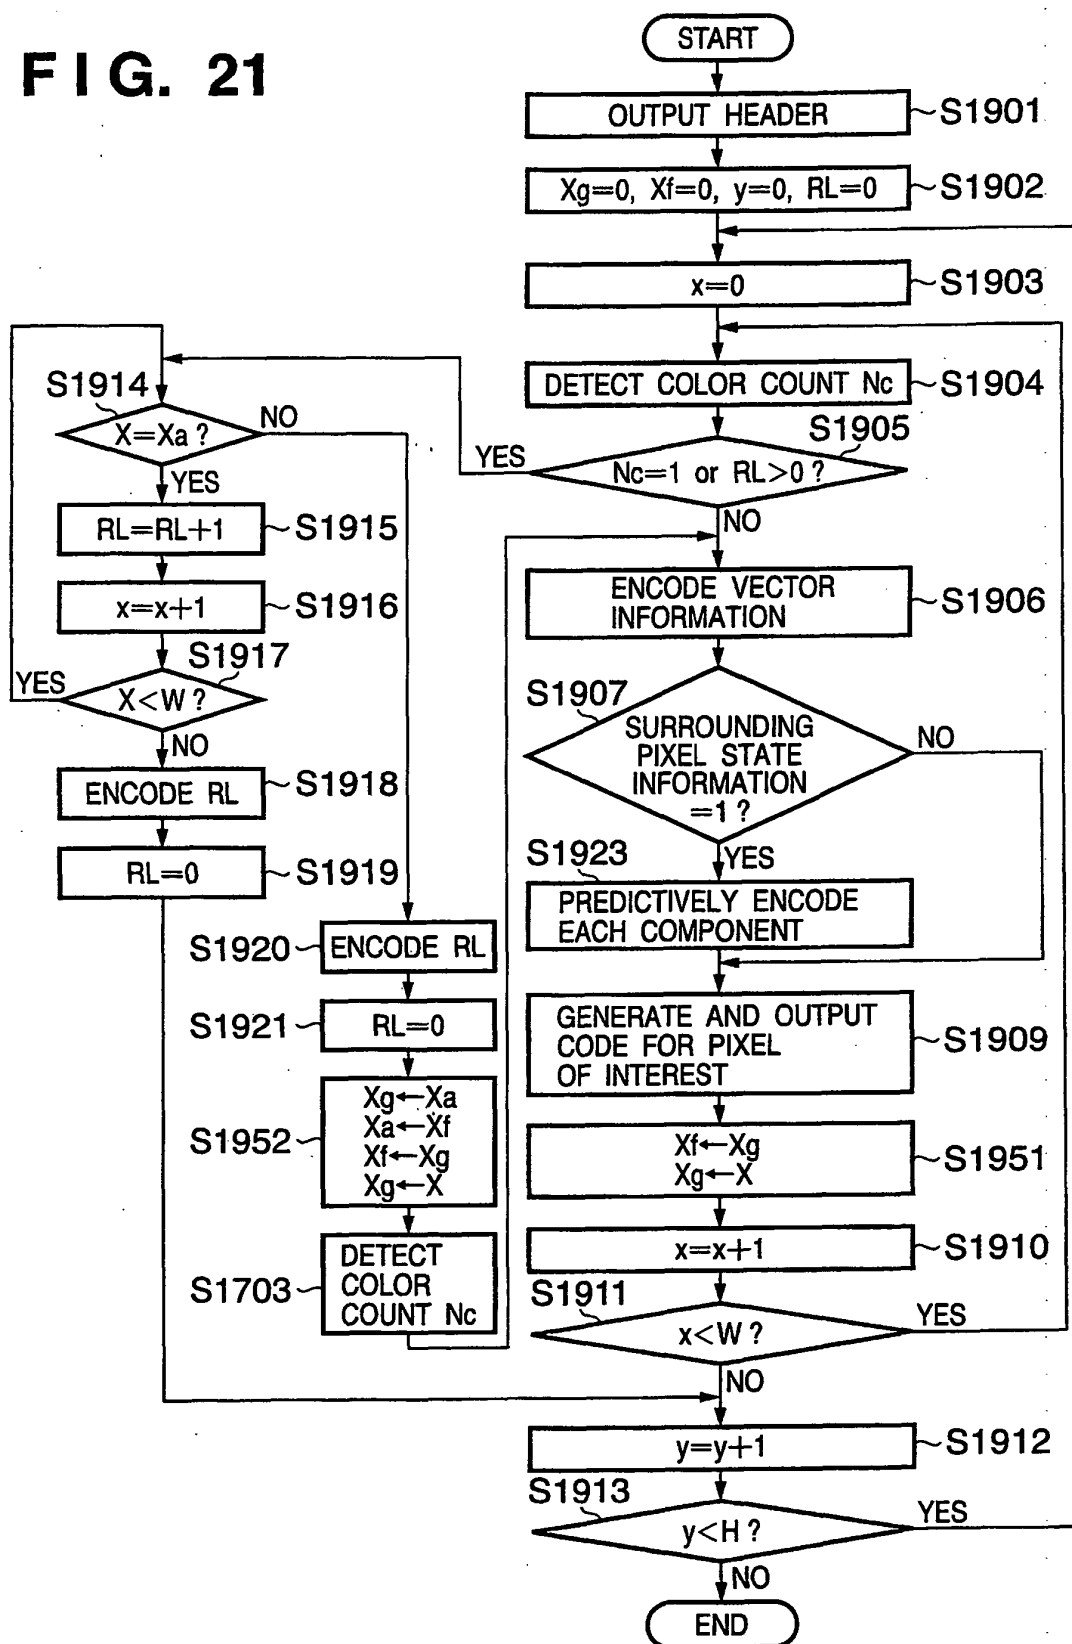 FIG. 21
START
OUTPUT HEADER
S1901
Xg=0, Xf=0, y=0, RL=0
S1902
x=0
S1903
DETECT COLOR COUNT Nc
S1904
S1905
Nc=1 or RL>0 ?
YES
NO
S1914
X=Xa ?
NO
YES
RL=RL+1
S1915
x=x+1
S1916
S1917
X<W ?
YES
NO
ENCODE RL
S1918
RL=0
S1919
ENCODE VECTOR
INFORMATION
S1906
S1907
SURROUNDING
PIXEL STATE
INFORMATION
=1 ?
NO
YES
S1923
PREDICTIVELY ENCODE
EACH COMPONENT
S1920
ENCODE RL
S1921
RL=0
S1952
Xg←Xa
Xa←Xf
Xf←Xg
Xg←X
S1703
DETECT
COLOR
COUNT Nc
GENERATE AND OUTPUT
CODE FOR PIXEL
OF INTEREST
S1909
Xf←Xg
Xg←X
S1951
x=x+1
S1910
S1911
x<W ?
YES
NO
y=y+1
S1912
S1913
y<H ?
YES
NO
END